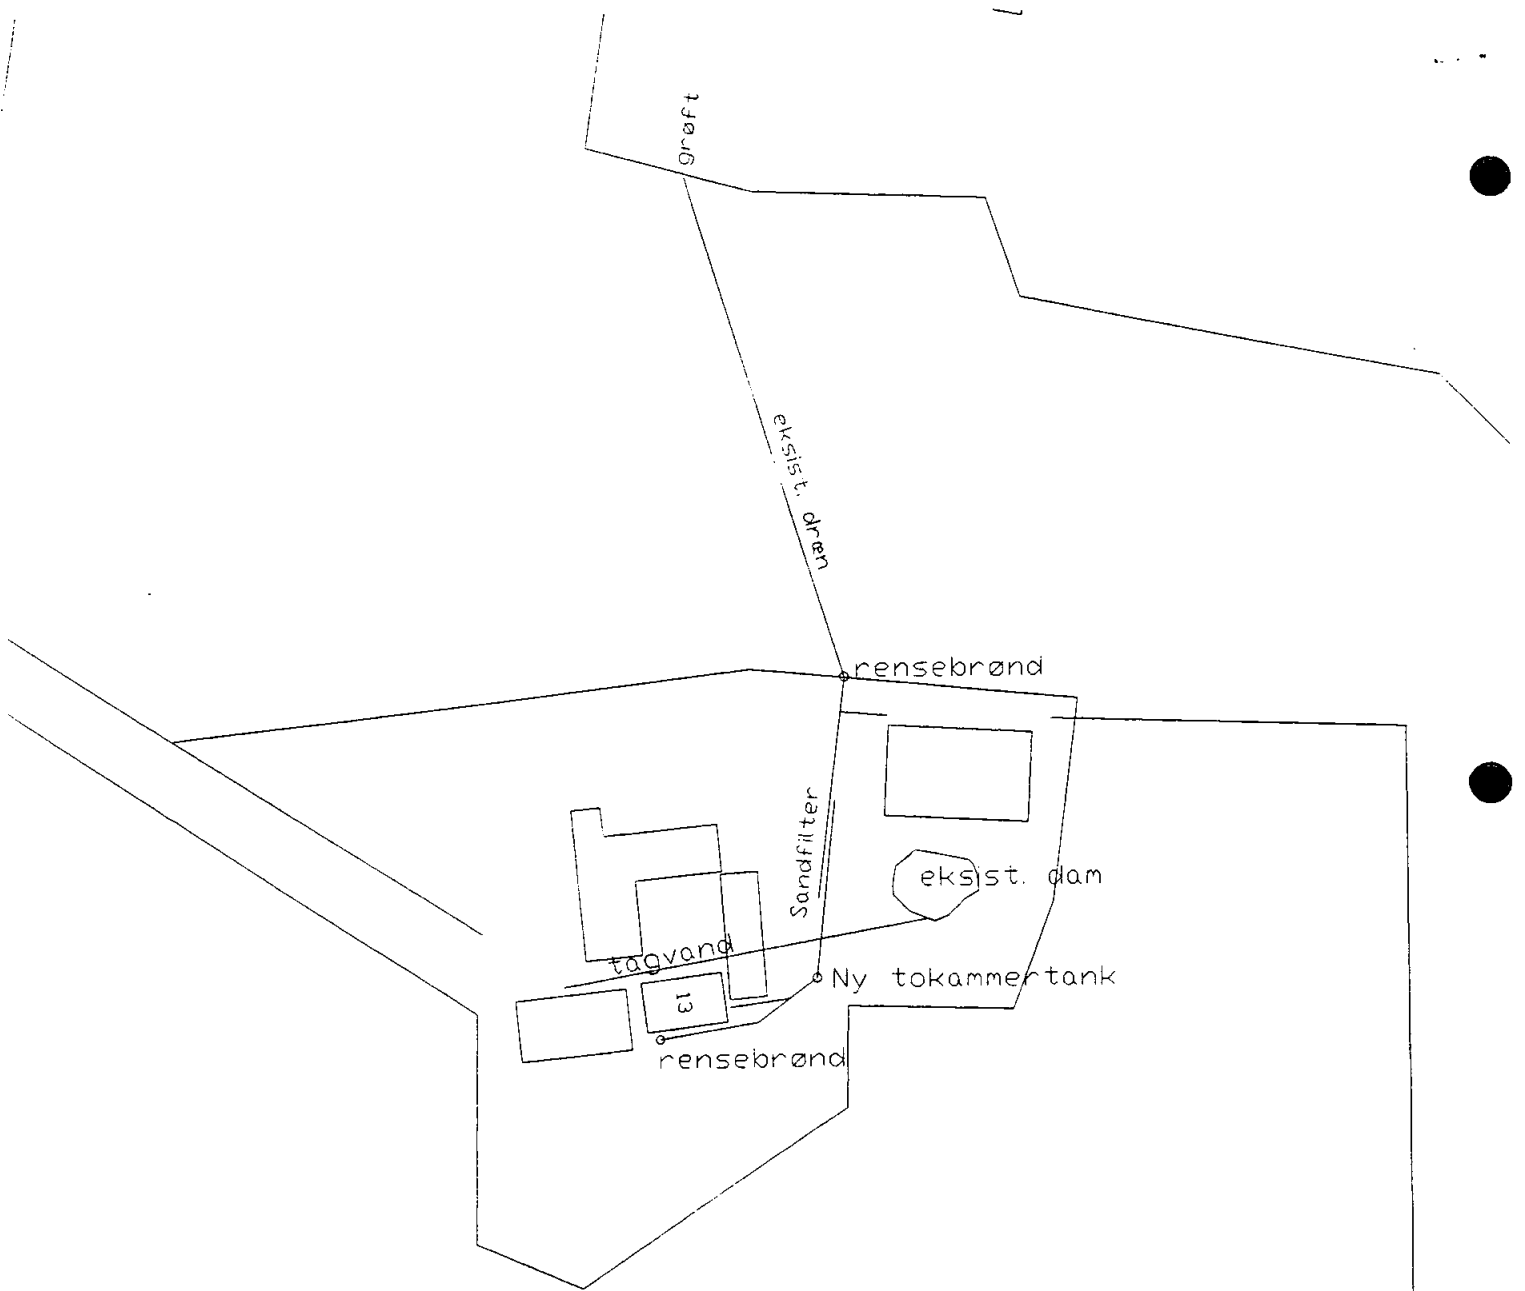 grøft
eksist. dræn
rensebrønd
Sandfilter
eksist. dam
tagvand
Ny tokammertank
13
rensebrønd